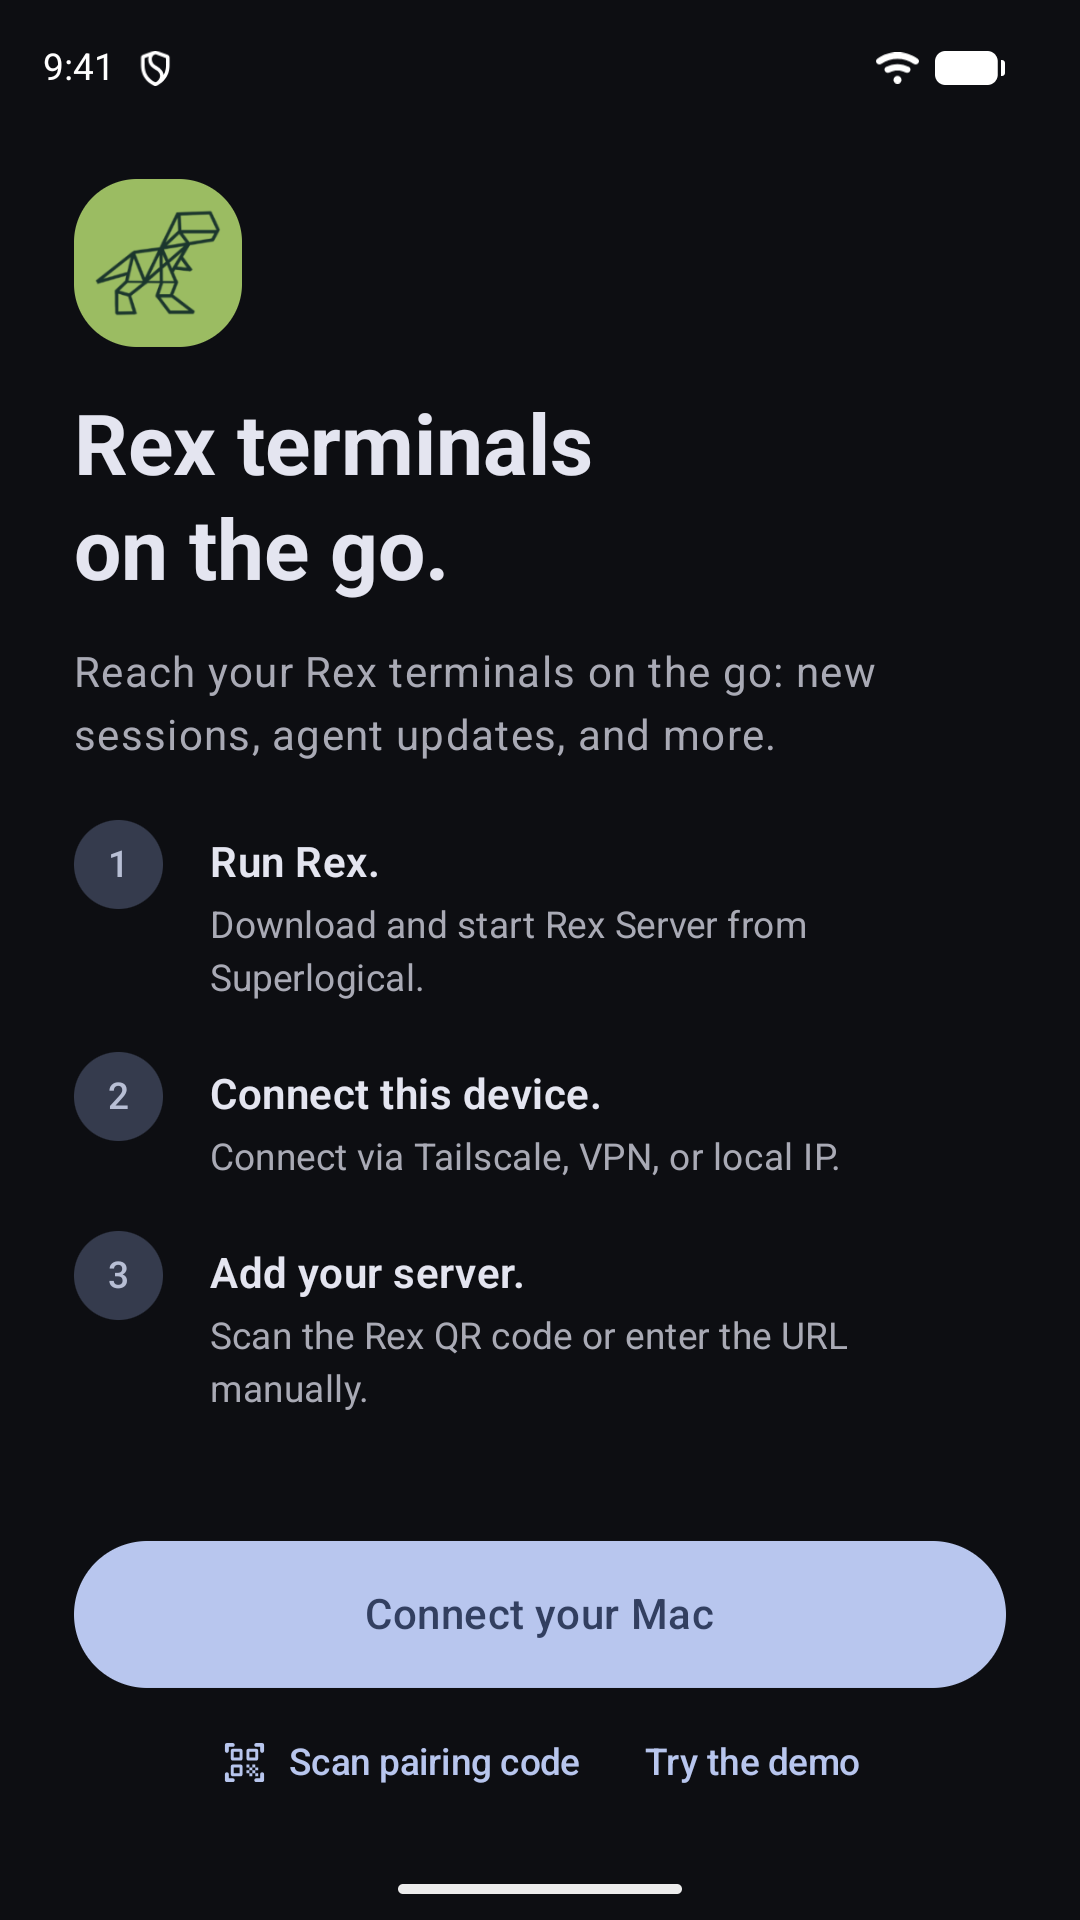 9:41
Rex terminals
on the go.
Reach your Rex terminals on the go: new
sessions, agent updates, and more.
1
Run Rex.
Download and start Rex Server from
Superlogical.
2
Connect this device.
Connect via Tailscale, VPN, or local IP.
3
Add your server.
Scan the Rex QR code or enter the URL
manually.
Connect your Mac
Scan pairing code
Try the demo